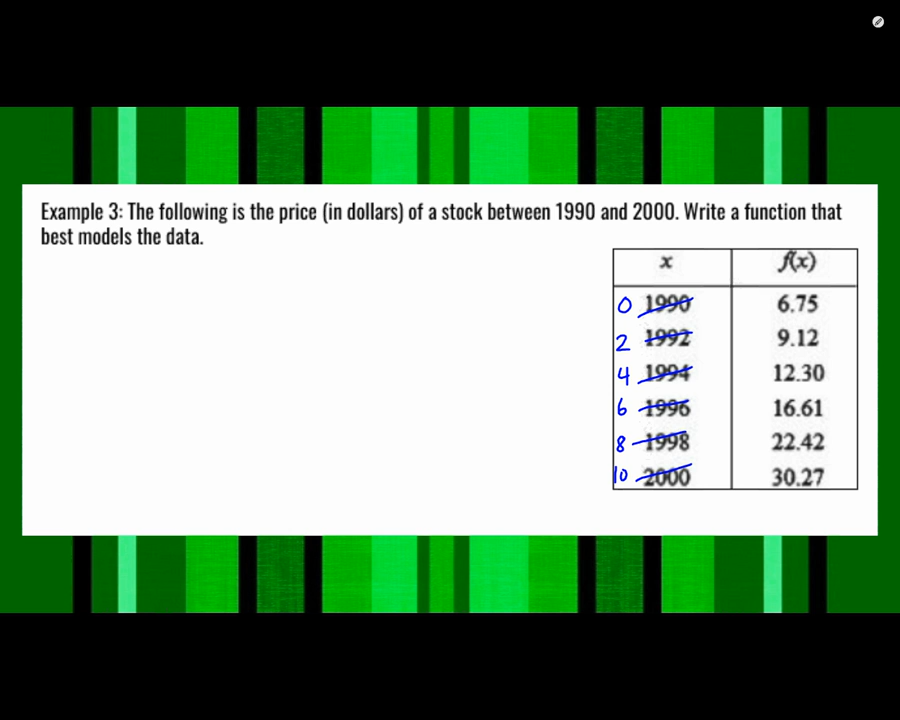 Example 3: The following is the price (in dollars) of a stock between 1990 and 2000. Write a function that
best models the data.
x f(x)
0 1990 6.75
2 1992 9.12
4 1994 12.30
6 1996 16.61
8 1998 22.42
10 2000 30.27